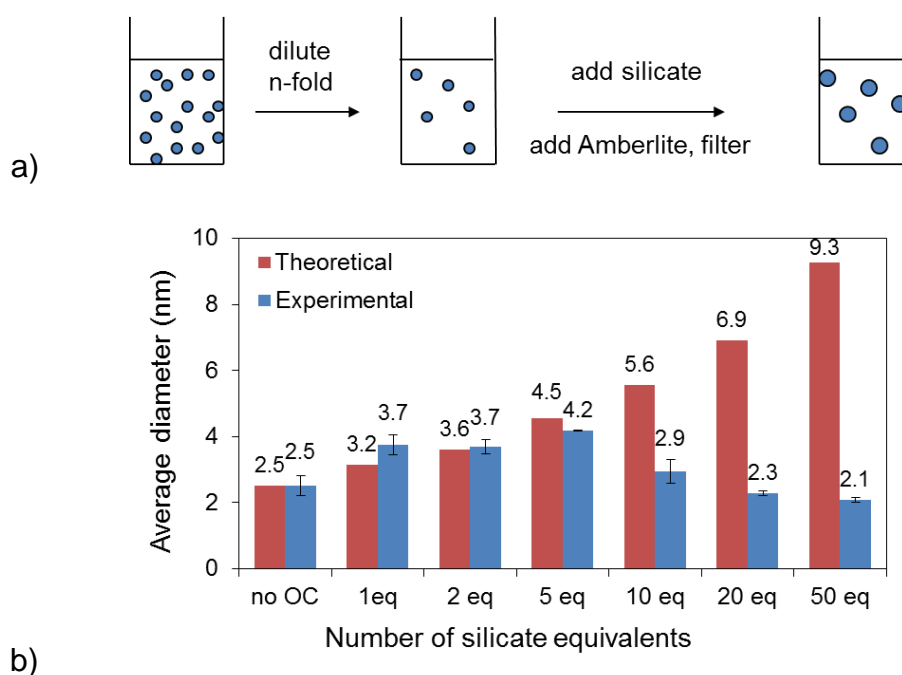 dilute
n-fold
add silicate
add Amberlite, filter
a)
10
8
6
4
2
0
Average diameter (nm)
Theoretical
Experimental
2.5 2.5
3.2 3.7
3.6 3.7
4.5 4.2
5.6 2.9
6.9 2.3
9.3 2.1
no OC 1eq 2 eq 5 eq 10 eq 20 eq 50 eq
Number of silicate equivalents
b)